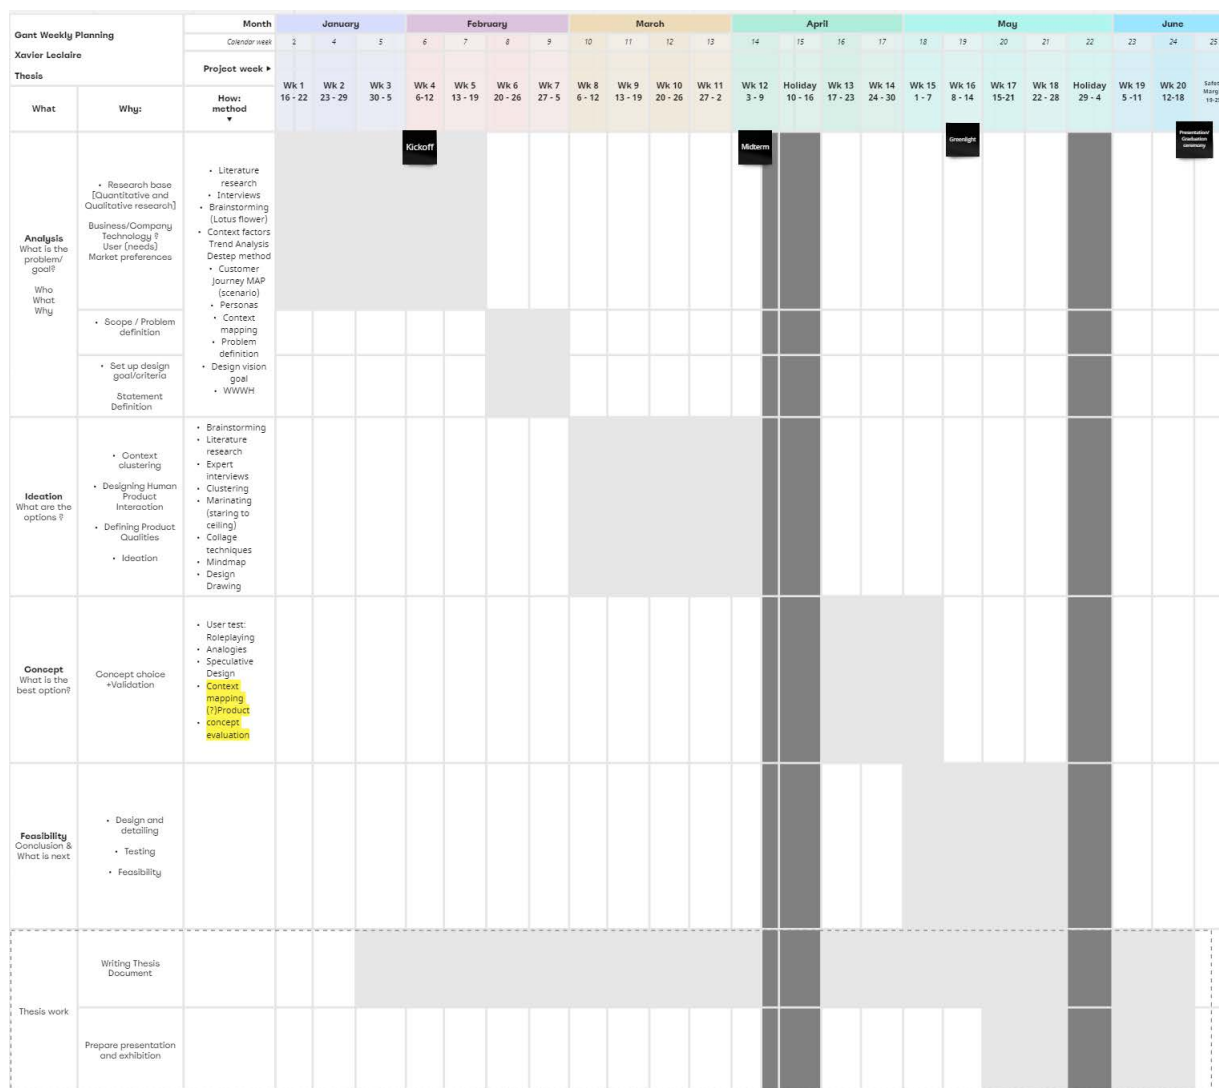 Gant Weekly Planning
Xavier Leclaire
Thesis
Month
January
February
March
April
May
June
Calendar week
2 4 5 6 7 8 9 10 11 12 13 14 15 16 17 18 19 20 21 22 23 24 25
Project week ▸
Wk 1 Wk 2 Wk 3 Wk 4 Wk 5 Wk 6 Wk 7 Wk 8 Wk 9 Wk 10 Wk 11 Wk 12 Holiday Wk 13 Wk 14 Wk 15 Wk 16 Wk 17 Wk 18 Holiday Wk 19 Wk 20
16 - 22 23 - 29 30 - 5 6-12 13 - 19 20 - 26 27 - 5 6 - 12 13 - 19 20 - 26 27 - 2 3 - 9 10 - 16 17 - 23 24 - 30 1 - 7 8 - 14 15-21 22 - 28 29 - 4 5 -11 12-18
What
Why:
How:
method
▾
Kickoff
Midterm
Greenlight
Presentation/
Graduation
ceremony
Analysis
What is the
problem/
goal?
Who
What
Why
• Research base
[Quantitative and
Qualitative research]
Business/Company
Technology ?
User (needs)
Market preferences
• Scope / Problem
definition
• Set up design
goal/criteria
Statement
Definition
• Literature
research
• Interviews
• Brainstorming
(Lotus flower)
• Context factors
Trend Analysis
Destep method
• Customer
Journey MAP
(scenario)
• Personas
• Context
mapping
• Problem
definition
• Design vision
goal
• WWWH
Ideation
What are the
options ?
• Context
clustering
• Designing Human
Product
Interaction
• Defining Product
Qualities
• Ideation
• Brainstorming
• Literature
research
• Expert
interviews
• Clustering
• Marinating
(staring to
ceiling)
• Collage
techniques
• Mindmap
• Design
Drawing
Concept
What is the
best option?
Concept choice
+Validation
• User test:
Roleplaying
• Analogies
• Speculative
Design
• Context
mapping
(?)Product
• concept
evaluation
Feasibility
Conclusion &
What is next
• Design and
detailing
• Testing
• Feasibility
Thesis work
Writing Thesis
Document
Prepare presentation
and exhibition